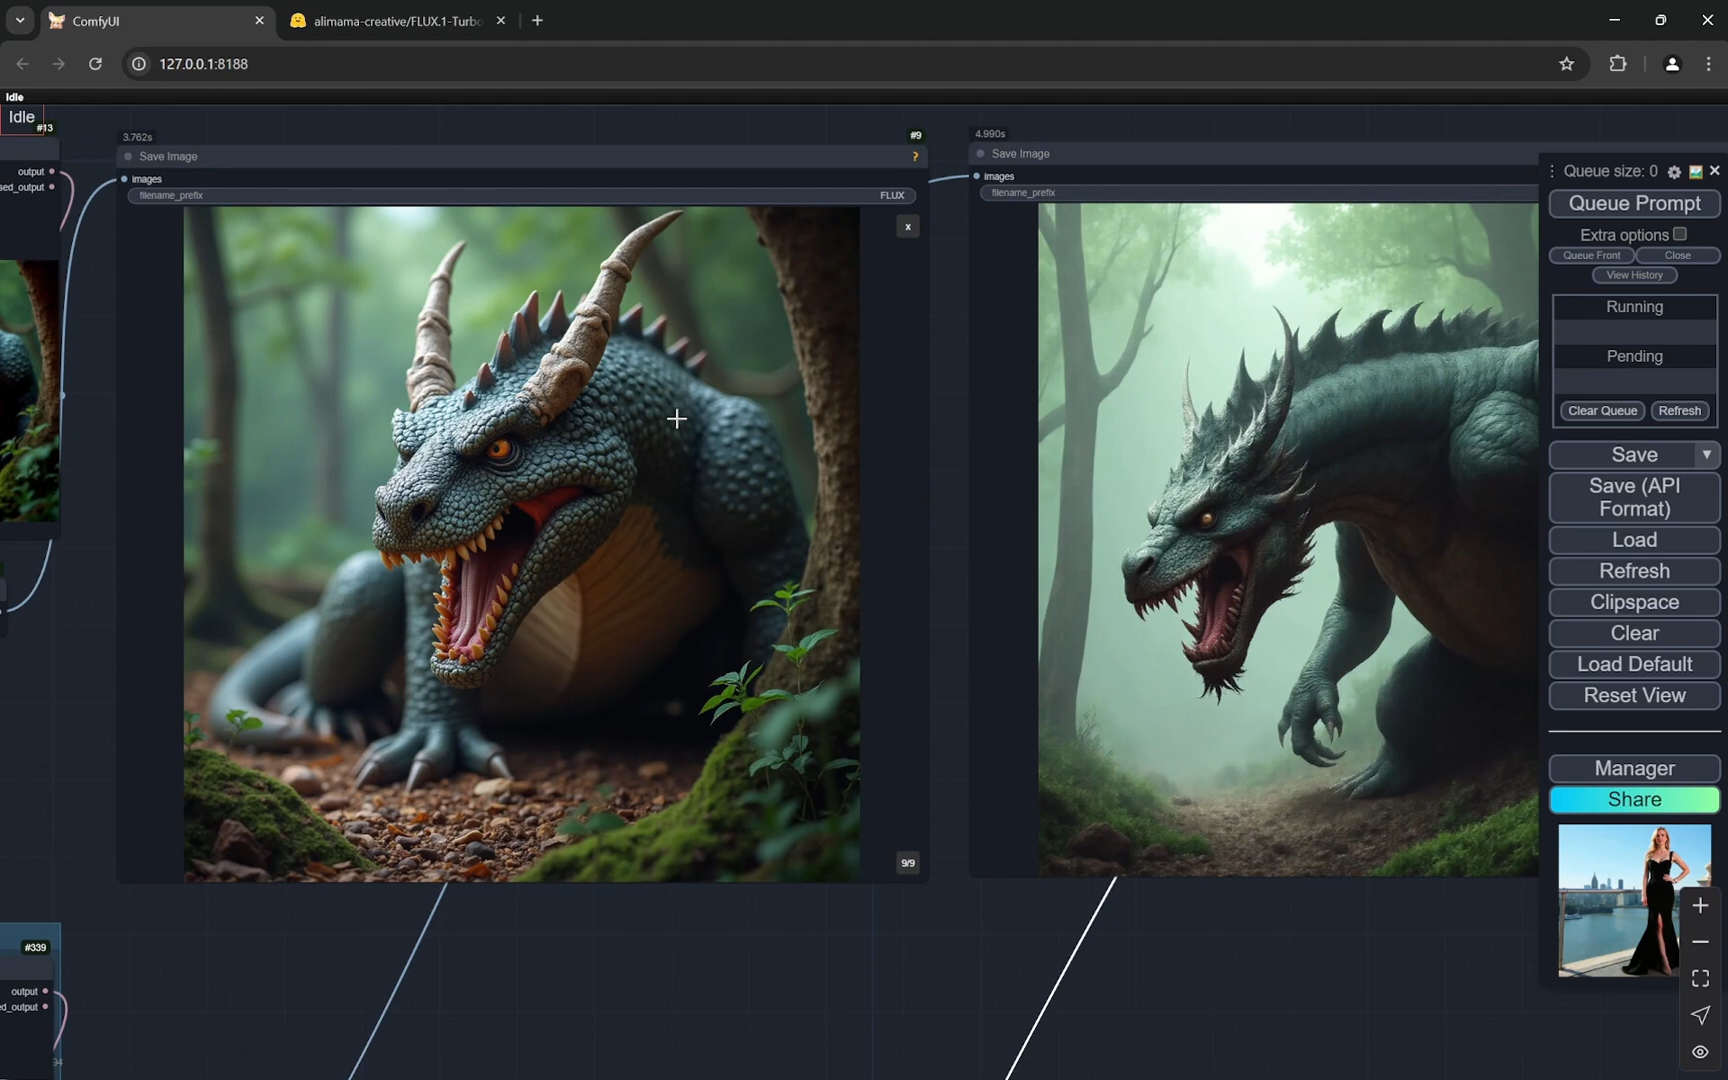 ComfyUI
alimama-creative/FLUX.1-Turbo
127.0.0.1:8188
Idle
Idle
#13
output
sed_output
3.762s
#9
Save Image
?
images
filename_prefix
FLUX
x
9/9
4.990s
Save Image
images
filename_prefix
Queue size: 0
Queue Prompt
Extra options
Queue Front
Close
View History
Running
Pending
Clear Queue
Refresh
Save
Save (API
Format)
Load
Refresh
Clipspace
Clear
Load Default
Reset View
Manager
Share
#339
output
ed_output